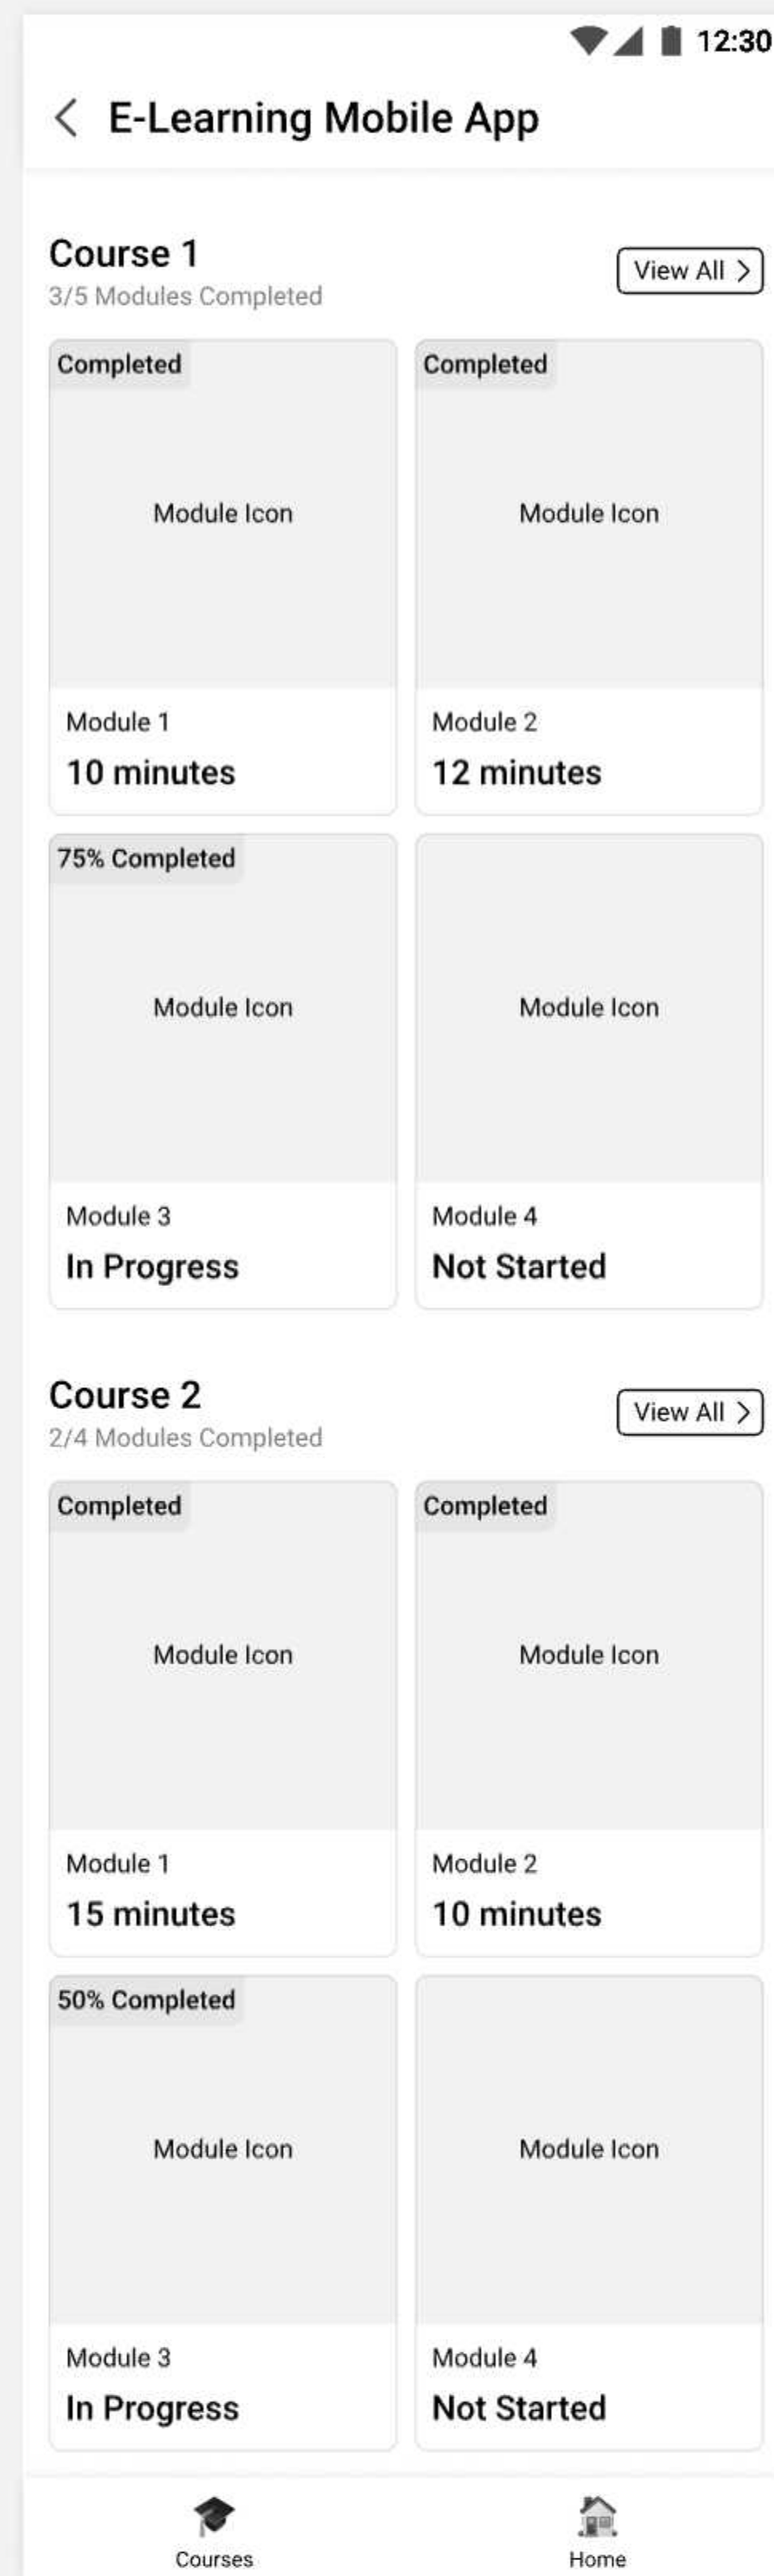 12:30
E-Learning Mobile App
Course 1
View All
3/5 Modules Completed
Completed
Completed
Module Icon
Module Icon
Module 1
Module 2
10 minutes
12 minutes
75% Completed
Module Icon
Module Icon
Module 3
Module 4
In Progress
Not Started
Course 2
View All
2/4 Modules Completed
Completed
Completed
Module Icon
Module Icon
Module 1
Module 2
15 minutes
10 minutes
50% Completed
Module Icon
Module Icon
Module 3
Module 4
In Progress
Not Started
Courses
Home